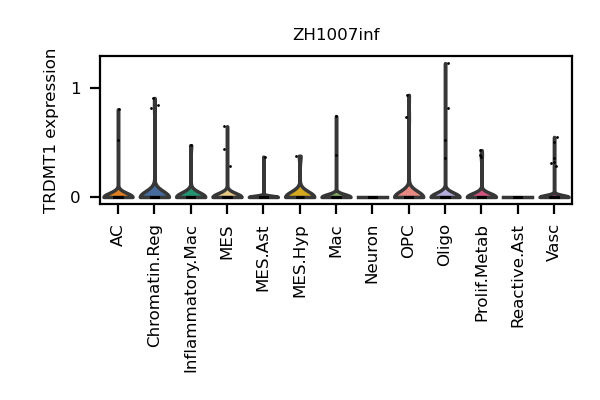 ZH1007inf
TRDMT1 expression
1
0
AC
Chromatin.Reg
Inflammatory.Mac
MES
MES.Ast
MES.Hyp
Mac
Neuron
OPC
Oligo
Prolif.Metab
Reactive.Ast
Vasc